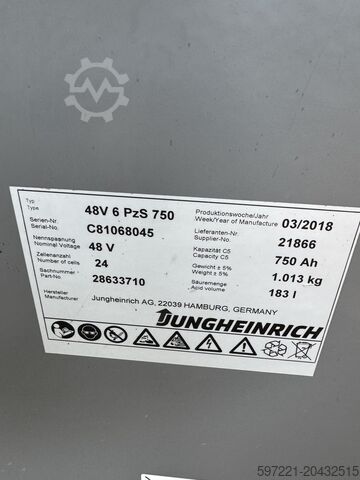 Typ
Type
48V 6 PzS 750
Produktionswoche/Jahr
Week/Year of Manufacture
03/2018
Serien-Nr.
Serial-No.
C81068045
Lieferanten-Nr.
Supplier-No.
21866
Nennspannung
Nominal Voltage
48 V
Kapazität C5
Capacity C5
750 Ah
Zellenzahl
Number of cells
24
Gewicht ± 5%
Weight ± 5%
1.013 kg
Sachnummer
Part-No.
28633710
Säuremenge
Acid volume
183 l
Hersteller
Manufacturer
Jungheinrich AG, 22039 HAMBURG, GERMANY
JUNGHEINRICH
Pb
597221-20432515